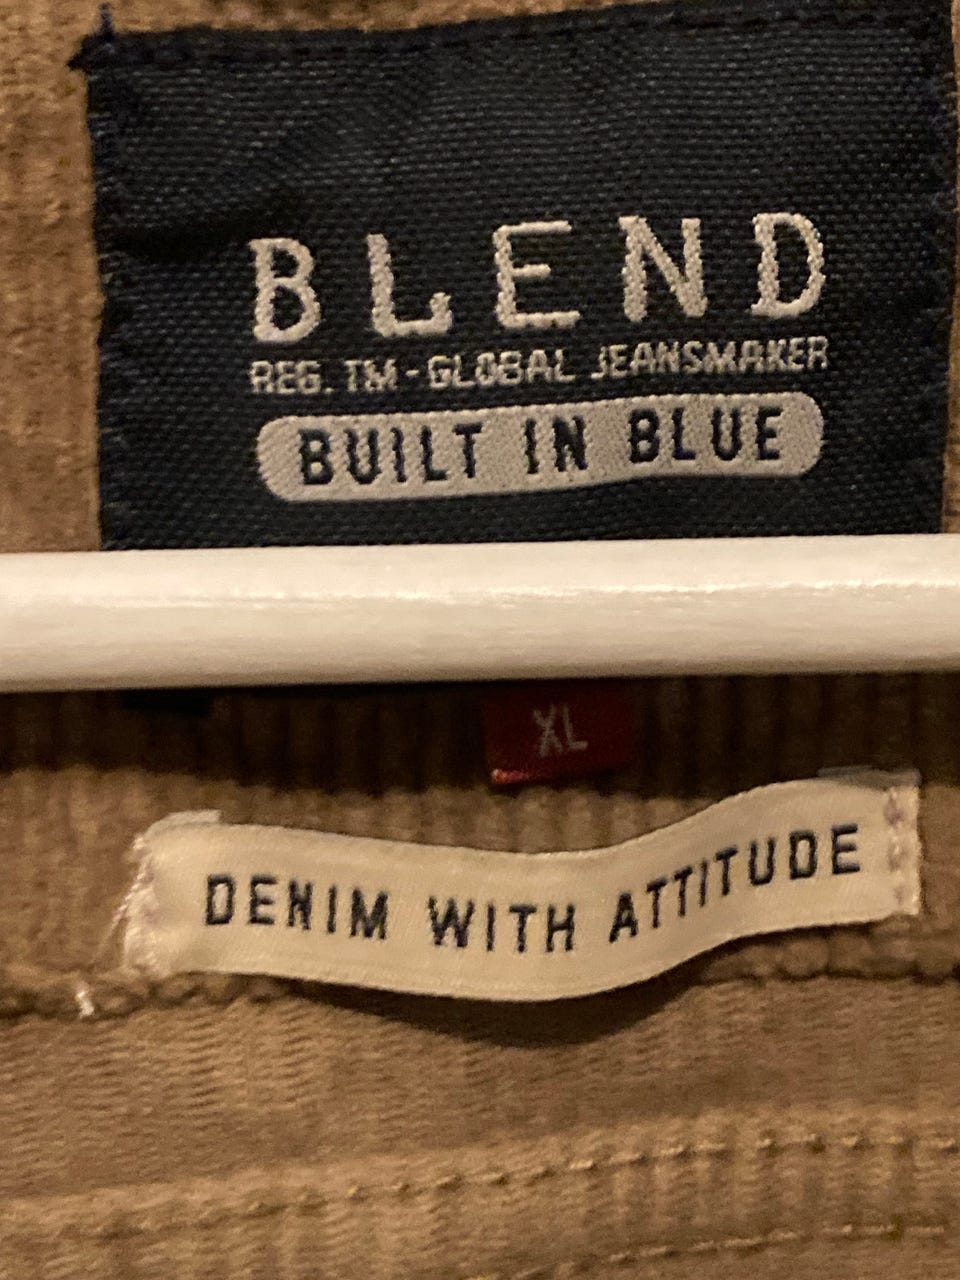 BLEND
REG. TM - GLOBAL JEANSMAKER
BUILT IN BLUE
XL
DENIM WITH ATTITUDE